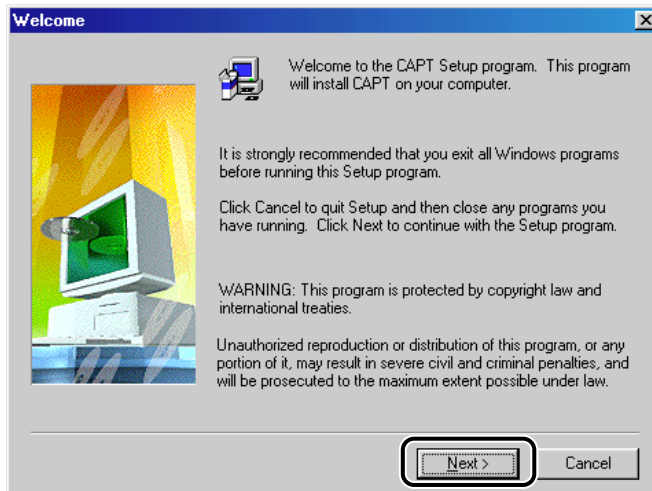 Welcome
Welcome to the CAPT Setup program. This program
will install CAPT on your computer.
It is strongly recommended that you exit all Windows programs
before running this Setup program.
Click Cancel to quit Setup and then close any programs you
have running. Click Next to continue with the Setup program.
WARNING: This program is protected by copyright law and
international treaties.
Unauthorized reproduction or distribution of this program, or any
portion of it, may result in severe civil and criminal penalties, and
will be prosecuted to the maximum extent possible under law.
Next >
Cancel